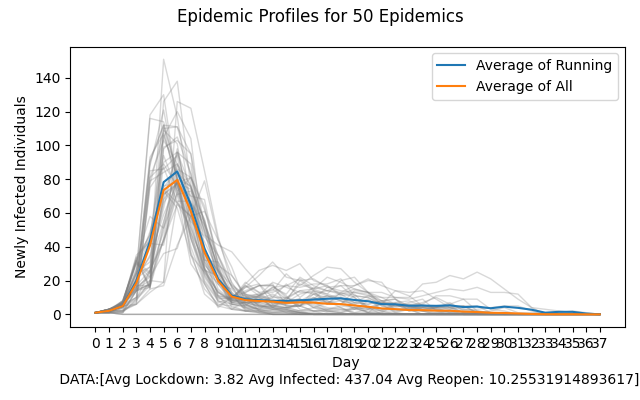 Epidemic Profiles for 50 Epidemics
Average of Running
Average of All
140
120
100
80
60
40
20
0
Newly Infected Individuals
0 1 2 3 4 5 6 7 8 9 10 11 12 13 14 15 16 17 18 19 20 21 22 23 24 25 26 27 28 29 30 31 32 33 34 35 36 37
Day
DATA:[Avg Lockdown: 3.82 Avg Infected: 437.04 Avg Reopen: 10.25531914893617]